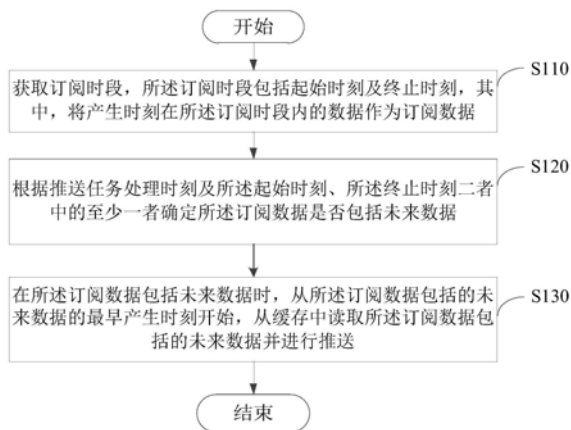 开始
获取订阅时段，所述订阅时段包括起始时刻及终止时刻，其
中，将产生时刻在所述订阅时段内的数据作为订阅数据
S110
根据推送任务处理时刻及所述起始时刻、所述终止时刻二者
中的至少一者确定所述订阅数据是否包括未来数据
S120
在所述订阅数据包括未来数据时，从所述订阅数据包括的未
来数据的最早产生时刻开始，从缓存中读取所述订阅数据包
括的未来数据并进行推送
S130
结束